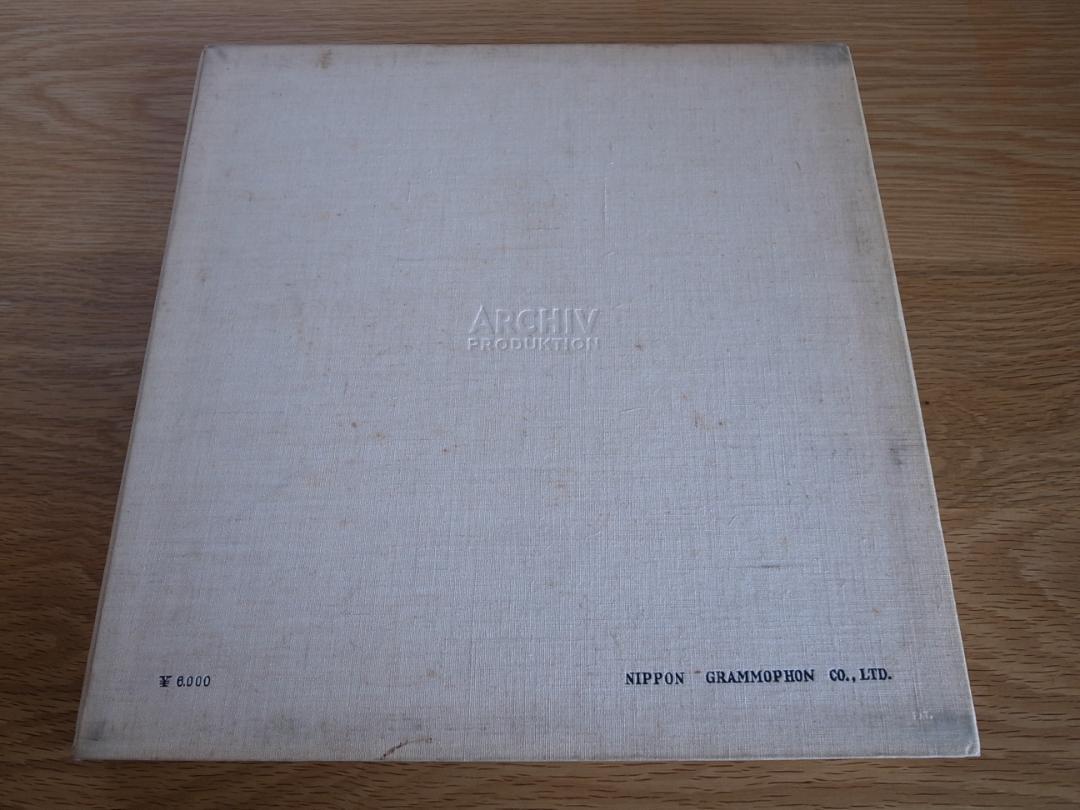 ARCHIV
PRODUKTION
¥ 6.000
NIPPON GRAMMOPHON CO., LTD.